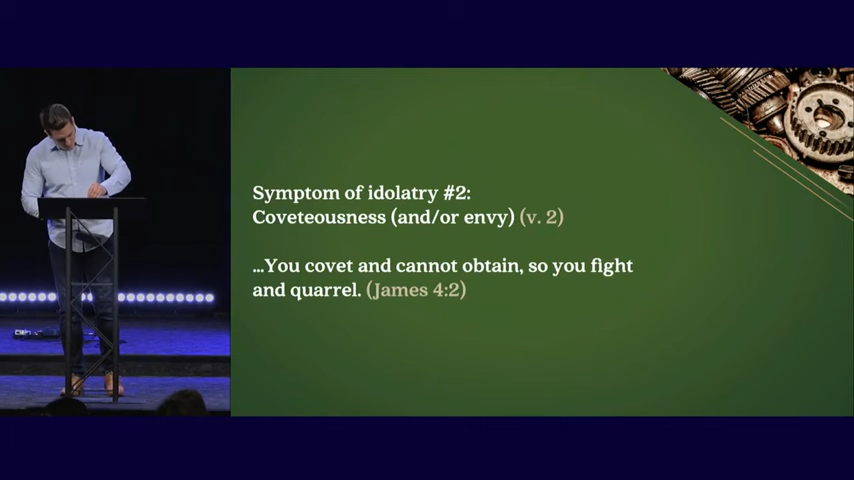 Symptom of idolatry #2:
Coveteousness (and/or envy) (v. 2)
...You covet and cannot obtain, so you fight
and quarrel. (James 4:2)